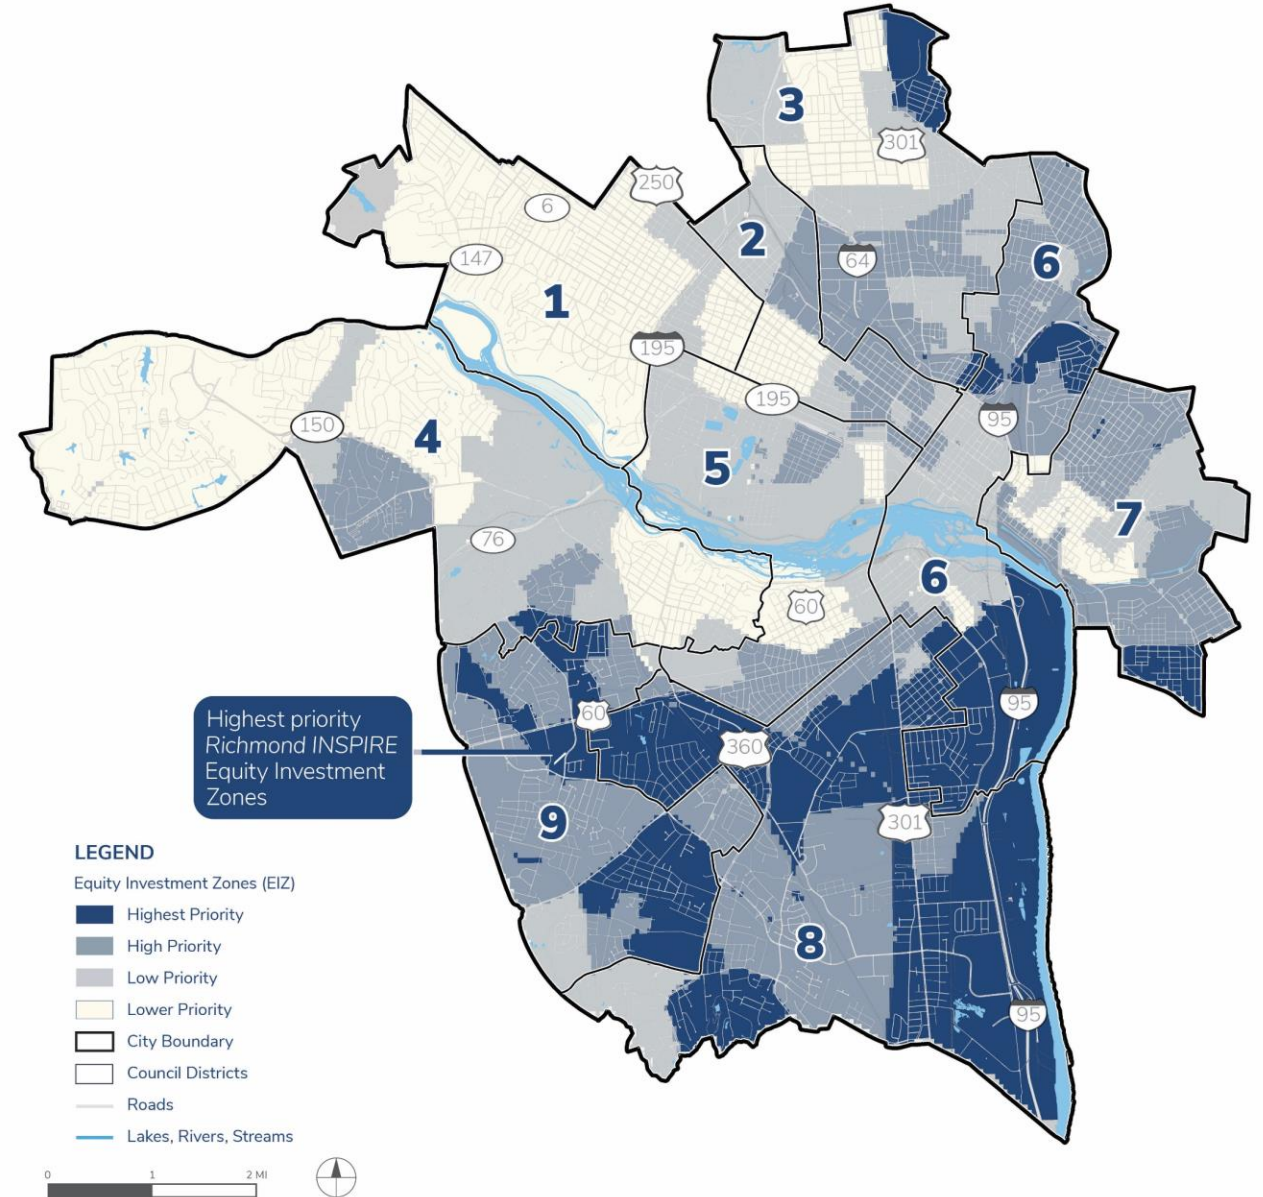 3
301
250
6
2
64
6
147
1
195
195
150
95
4
5
7
76
6
60
95
60
360
Highest priority
Richmond INSPIRE
Equity Investment
Zones
9
301
8
95
LEGEND
Equity Investment Zones (EIZ)
Highest Priority
High Priority
Low Priority
Lower Priority
City Boundary
Council Districts
Roads
Lakes, Rivers, Streams
0 1 2 MI